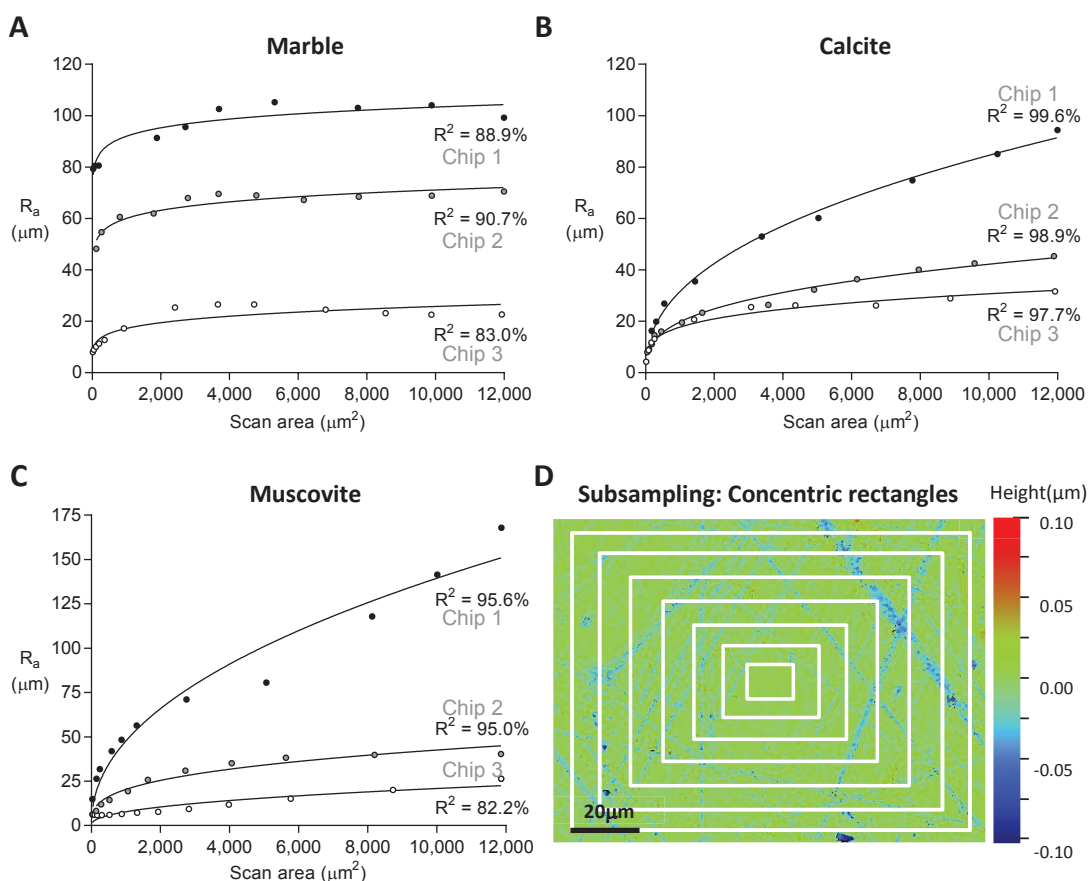 A
Marble
120
100
80
60
40
20
0
R² = 88.9%
Chip 1
R² = 90.7%
Chip 2
R² = 83.0%
Chip 3
Rₐ
(μm)
0 2,000 4,000 6,000 8,000 10,000 12,000
Scan area (μm²)
B
Calcite
120
100
80
60
40
20
0
Chip 1
R² = 99.6%
Chip 2
R² = 98.9%
R² = 97.7%
Chip 3
Rₐ
(μm)
0 2,000 4,000 6,000 8,000 10,000 12,000
Scan area (μm²)
C
Muscovite
175
150
125
100
75
50
25
0
R² = 95.6%
Chip 1
Chip 2
R² = 95.0%
Chip 3
R² = 82.2%
Rₐ
(μm)
0 2,000 4,000 6,000 8,000 10,000 12,000
Scan area (μm²)
D
Subsampling: Concentric rectangles
Height(μm)
0.10
0.05
0.00
-0.05
-0.10
20μm